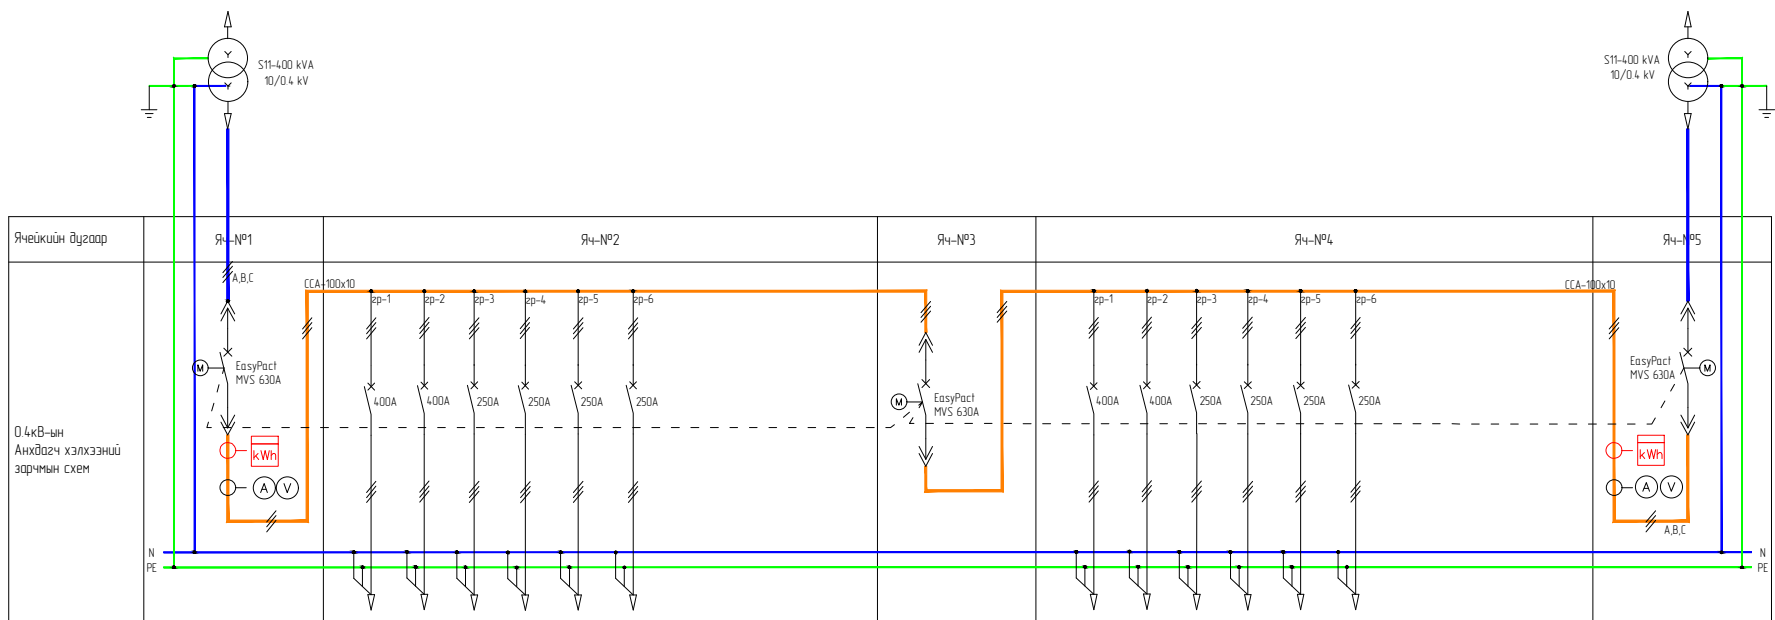 S11-400 kVA
10/0.4 kV
S11-400 kVA
10/0.4 kV
Ячейкийн дугаар
Яч-№1
Яч-№2
Яч-№3
Яч-№4
Яч-№5
A,B,C
ССА-100x10
гр-1
гр-2
гр-3
гр-4
гр-5
гр-6
гр-1
гр-2
гр-3
гр-4
гр-5
гр-6
ССА-100x10
M
EasyPact
MVS 630A
400A
400A
250A
250A
250A
250A
M
EasyPact
MVS 630A
400A
400A
250A
250A
250A
250A
EasyPact
MVS 630A
M
0.4кВ-ын
Анхдагч хэлхээний
зарчмын схем
kWh
A
V
kWh
A
V
A,B,C
N
PE
N
PE
Y
Y
Y
Y